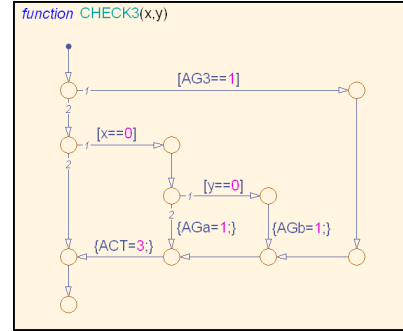 function CHECK3(x,y)
[AG3==1]
1
2
[x==0]
1
2
[y==0]
1
2
{AGa=1;}
{AGb=1;}
{ACT=3;}